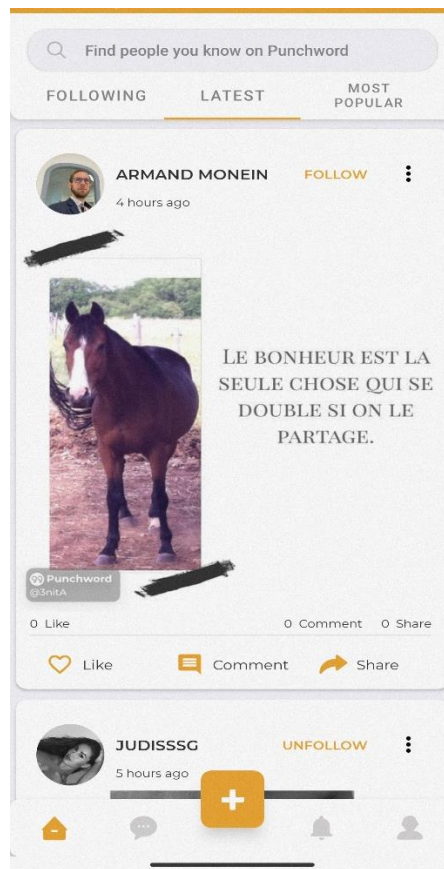 Find people you know on Punchword
FOLLOWING LATEST MOST POPULAR
ARMAND MONEIN FOLLOW
4 hours ago
LE BONHEUR EST LA
SEULE CHOSE QUI SE
DOUBLE SI ON LE
PARTAGE.
Punchword
@3nitA
0 Like 0 Comment 0 Share
Like Comment Share
JUDISSSG UNFOLLOW
5 hours ago